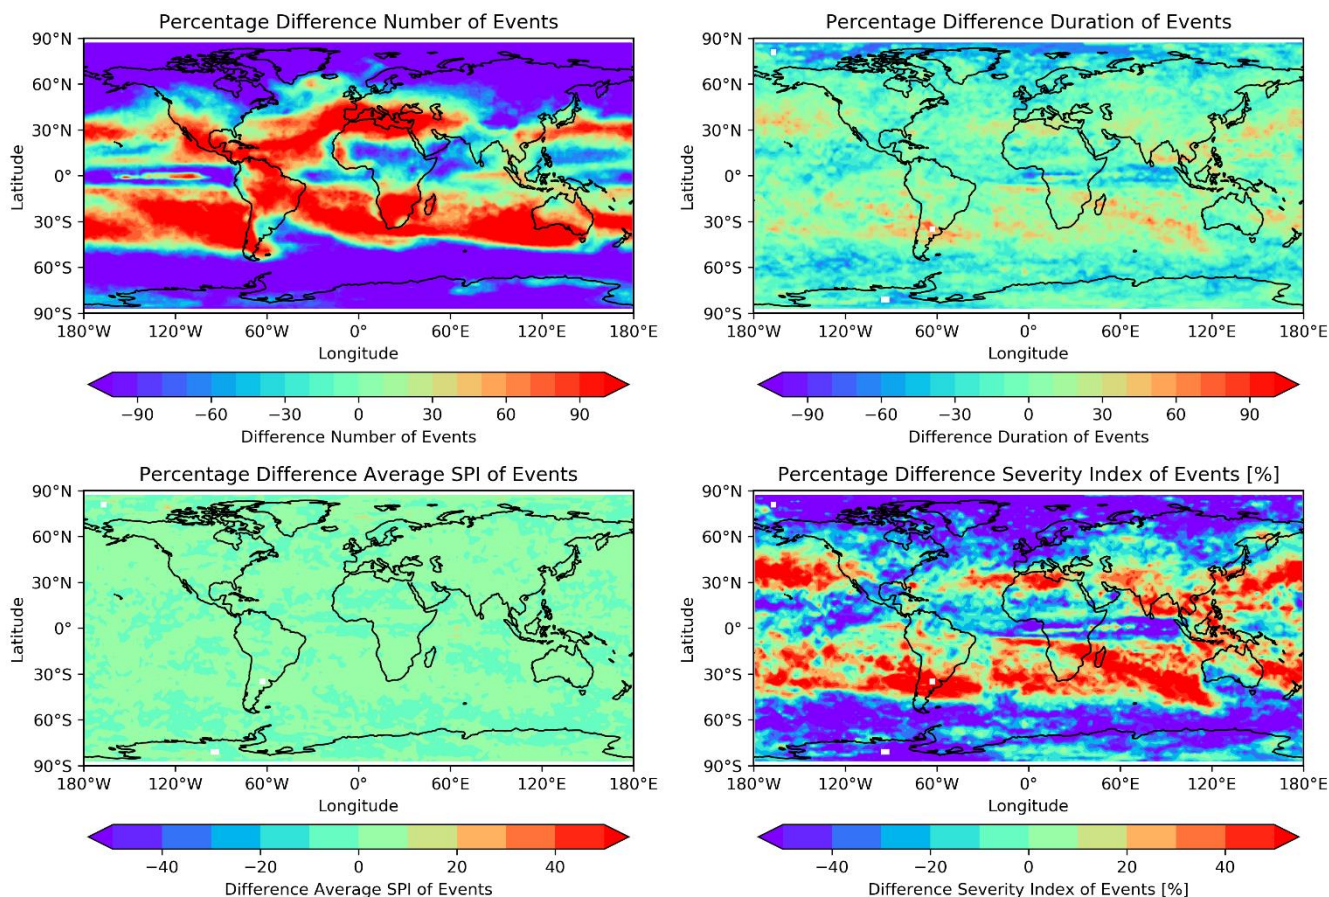 Percentage Difference Number of Events
90°N
60°N
30°N
0°
30°S
60°S
90°S
Latitude
180°W 120°W 60°W 0° 60°E 120°E 180°E
Longitude
−90 −60 −30 0 30 60 90
Difference Number of Events
Percentage Difference Duration of Events
90°N
60°N
30°N
0°
30°S
60°S
90°S
Latitude
180°W 120°W 60°W 0° 60°E 120°E 180°E
Longitude
−90 −60 −30 0 30 60 90
Difference Duration of Events
Percentage Difference Average SPI of Events
90°N
60°N
30°N
0°
30°S
60°S
90°S
Latitude
180°W 120°W 60°W 0° 60°E 120°E 180°E
Longitude
−40 −20 0 20 40
Difference Average SPI of Events
Percentage Difference Severity Index of Events [%]
90°N
60°N
30°N
0°
30°S
60°S
90°S
Latitude
180°W 120°W 60°W 0° 60°E 120°E 180°E
Longitude
−40 −20 0 20 40
Difference Severity Index of Events [%]